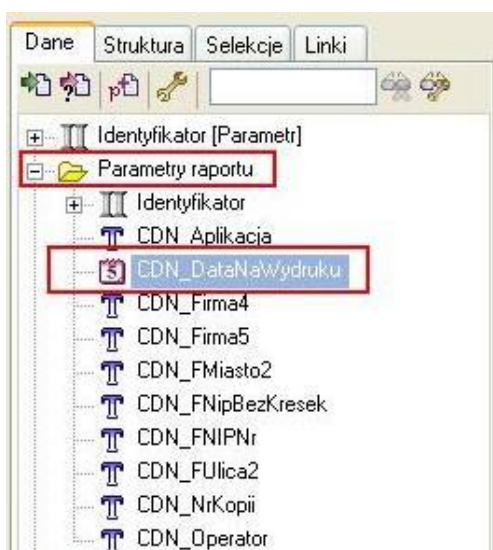 Dane Struktura Selekcje Linki
Identyfikator [Parametr]
Parametry raportu
Identyfikator
CDN_Aplikacja
CDN_DataNaWydruku
CDN_Firma4
CDN_Firma5
CDN_FMiasto2
CDN_FNipBezKresek
CDN_FNIPNr
CDN_FUlica2
CDN_NrKopii
CDN_Operator